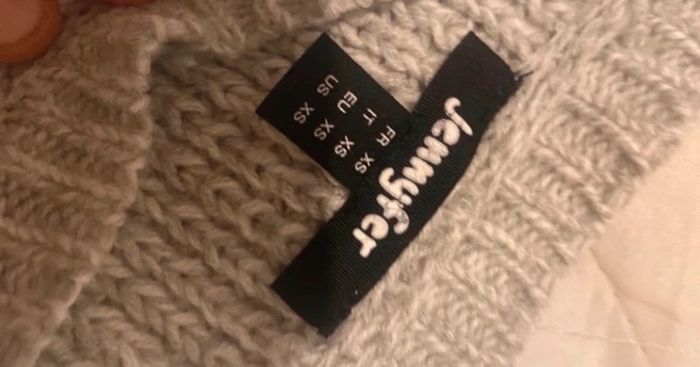 Jennyfer
FR XS
IT XS
EU XS
US XS